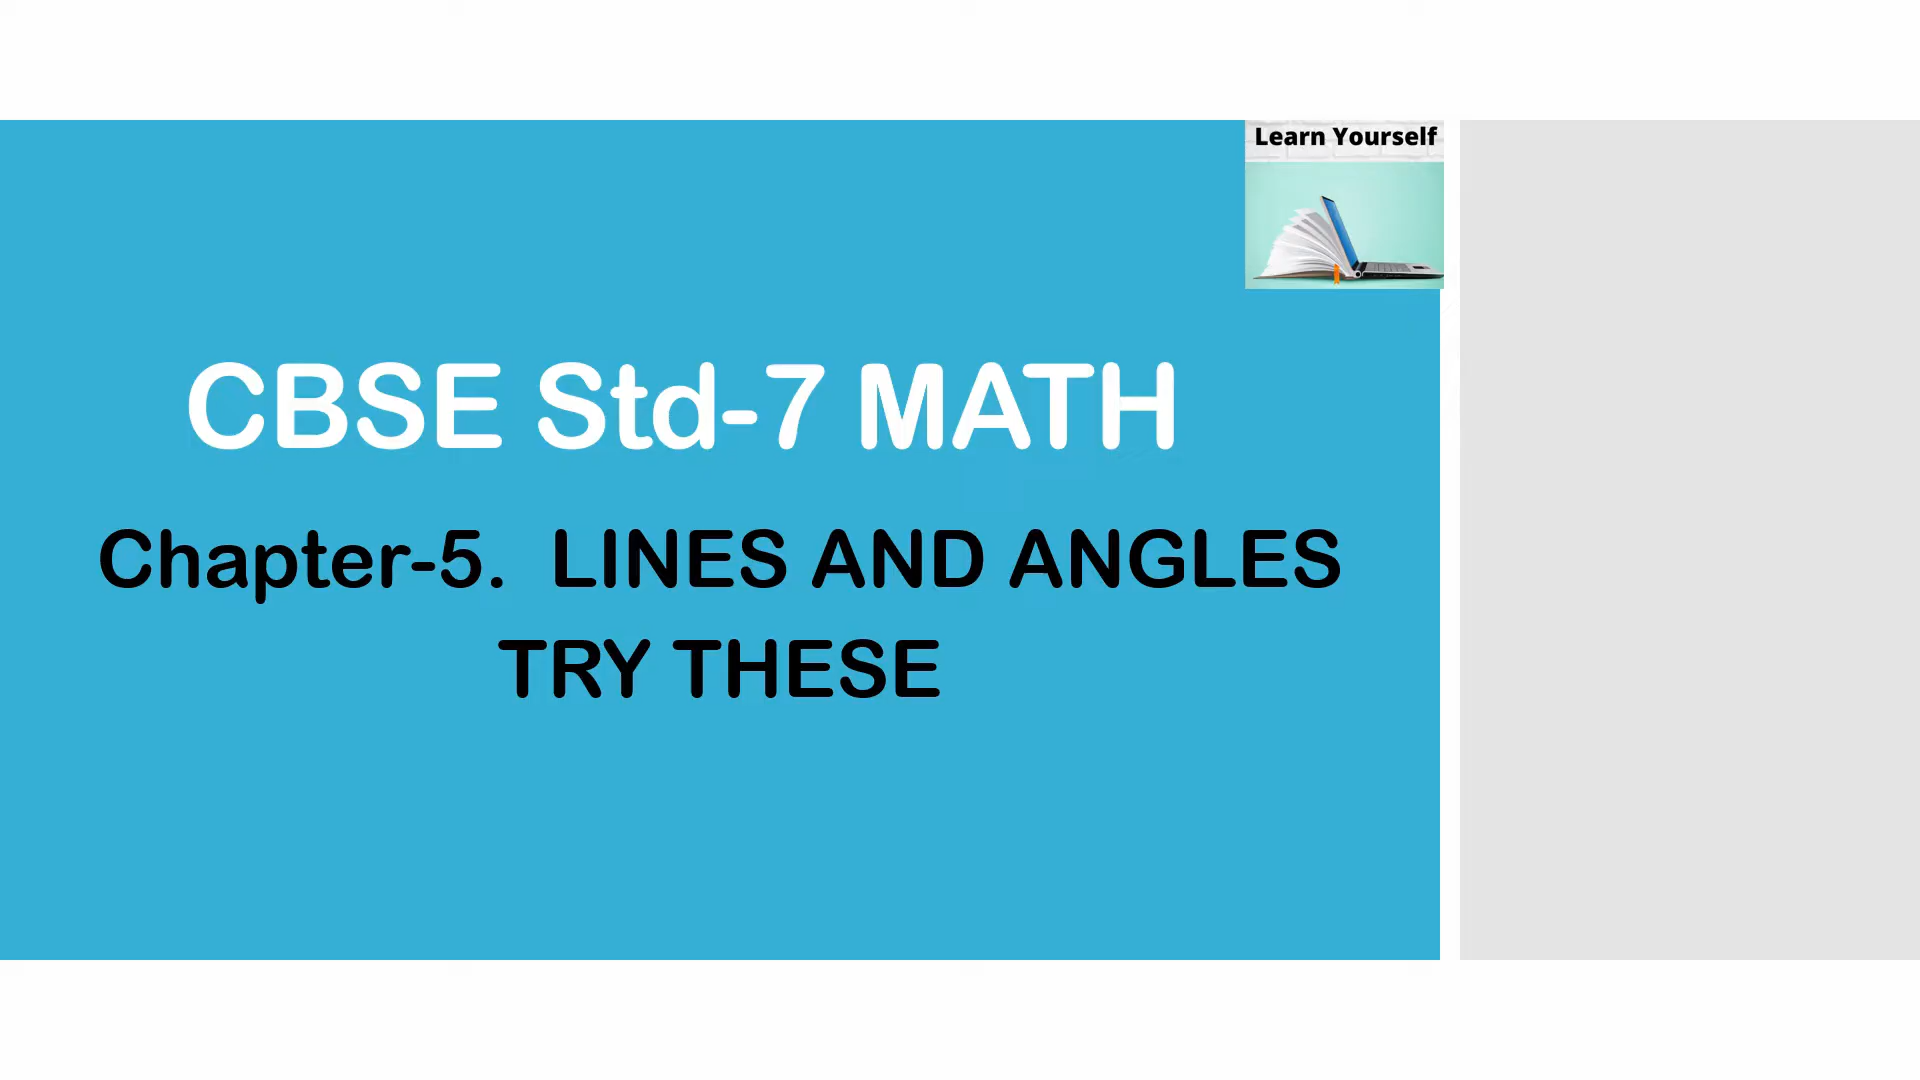 Learn Yourself
CBSE Std-7 MATH
Chapter-5. LINES AND ANGLES
TRY THESE